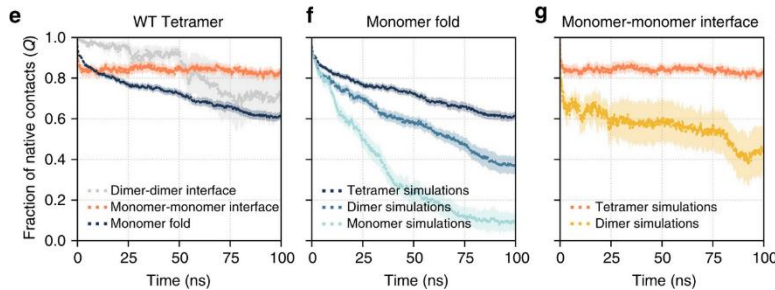 e WT Tetramer
Fraction of native contacts (Q)
1.0
0.8
0.6
0.4
0.2
0.0
Dimer-dimer interface
Monomer-monomer interface
Monomer fold
0 25 50 75 100
Time (ns)
f Monomer fold
Tetramer simulations
Dimer simulations
Monomer simulations
0 25 50 75 100
Time (ns)
g Monomer-monomer interface
Tetramer simulations
Dimer simulations
0 25 50 75 100
Time (ns)